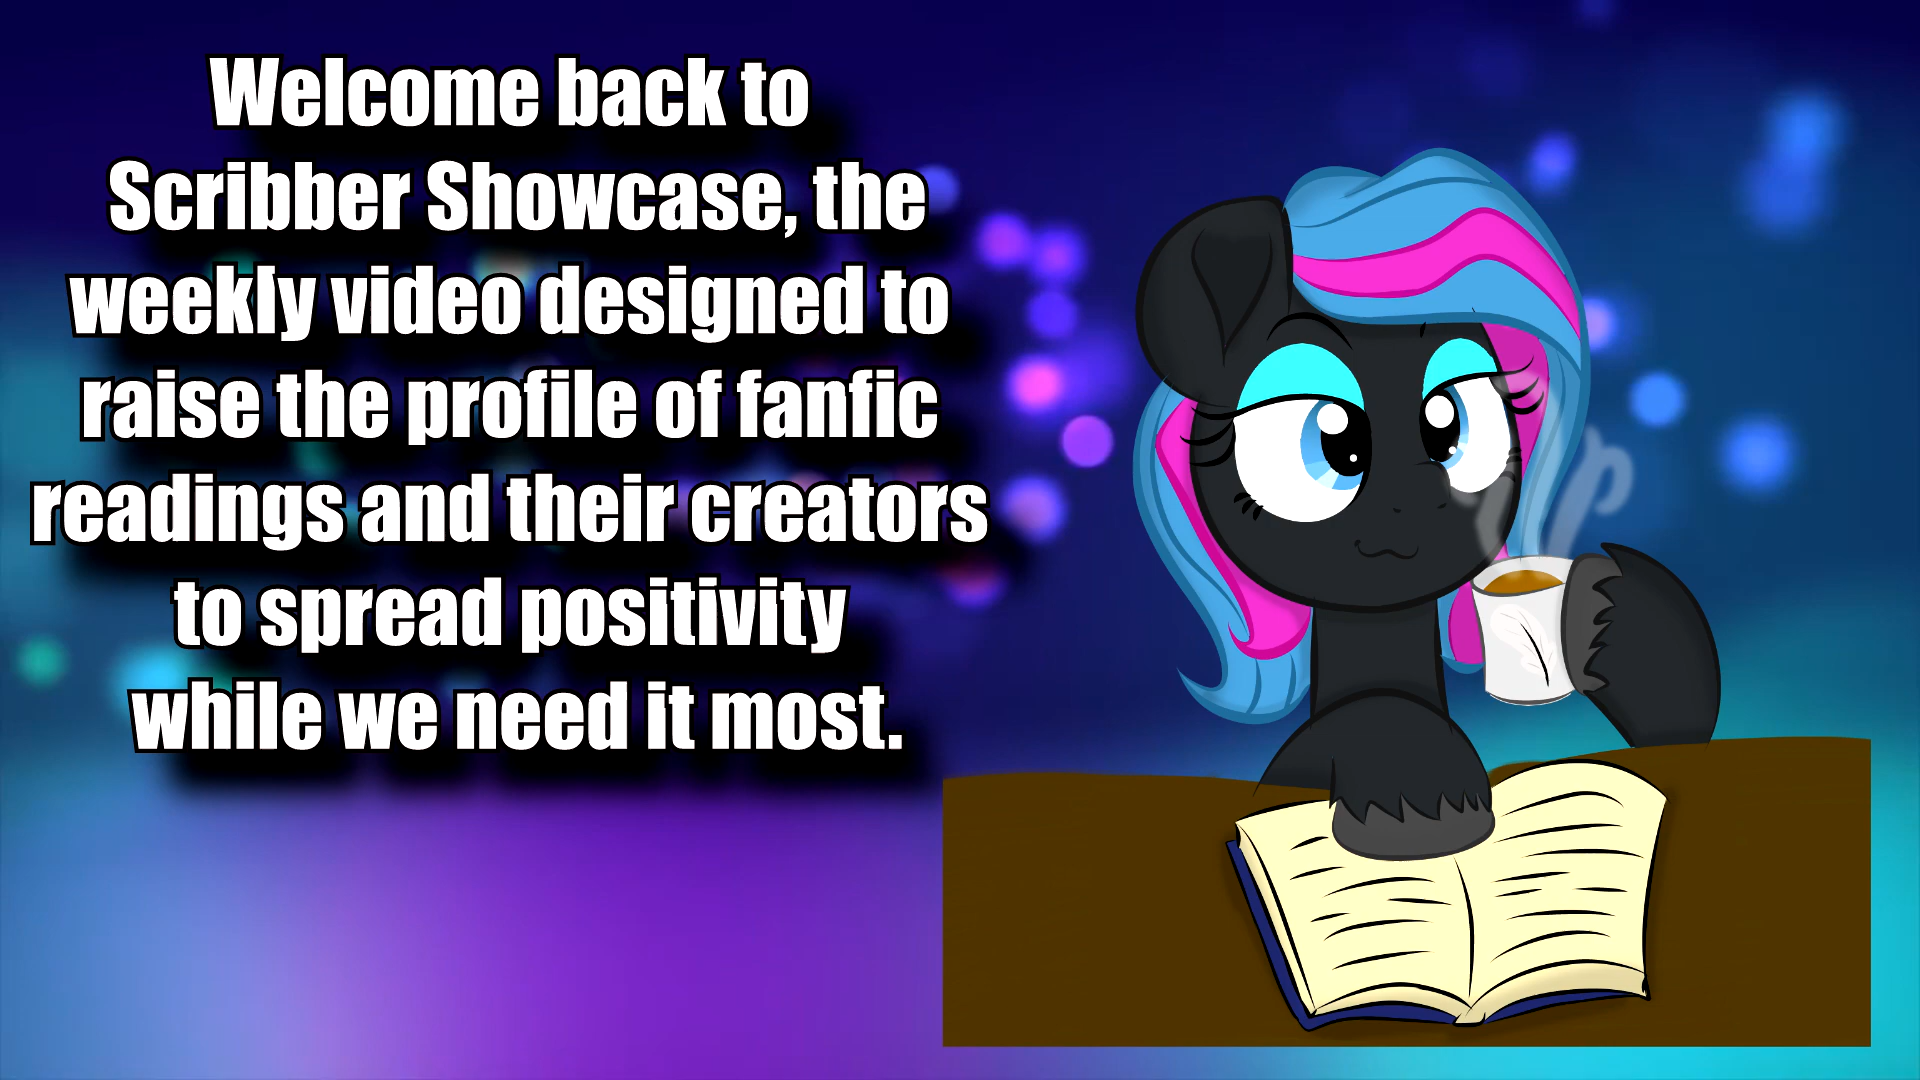 Welcome back to
Scribber Showcase, the
weekly video designed to
raise the profile of fanfic
readings and their creators
to spread positivity
while we need it most.